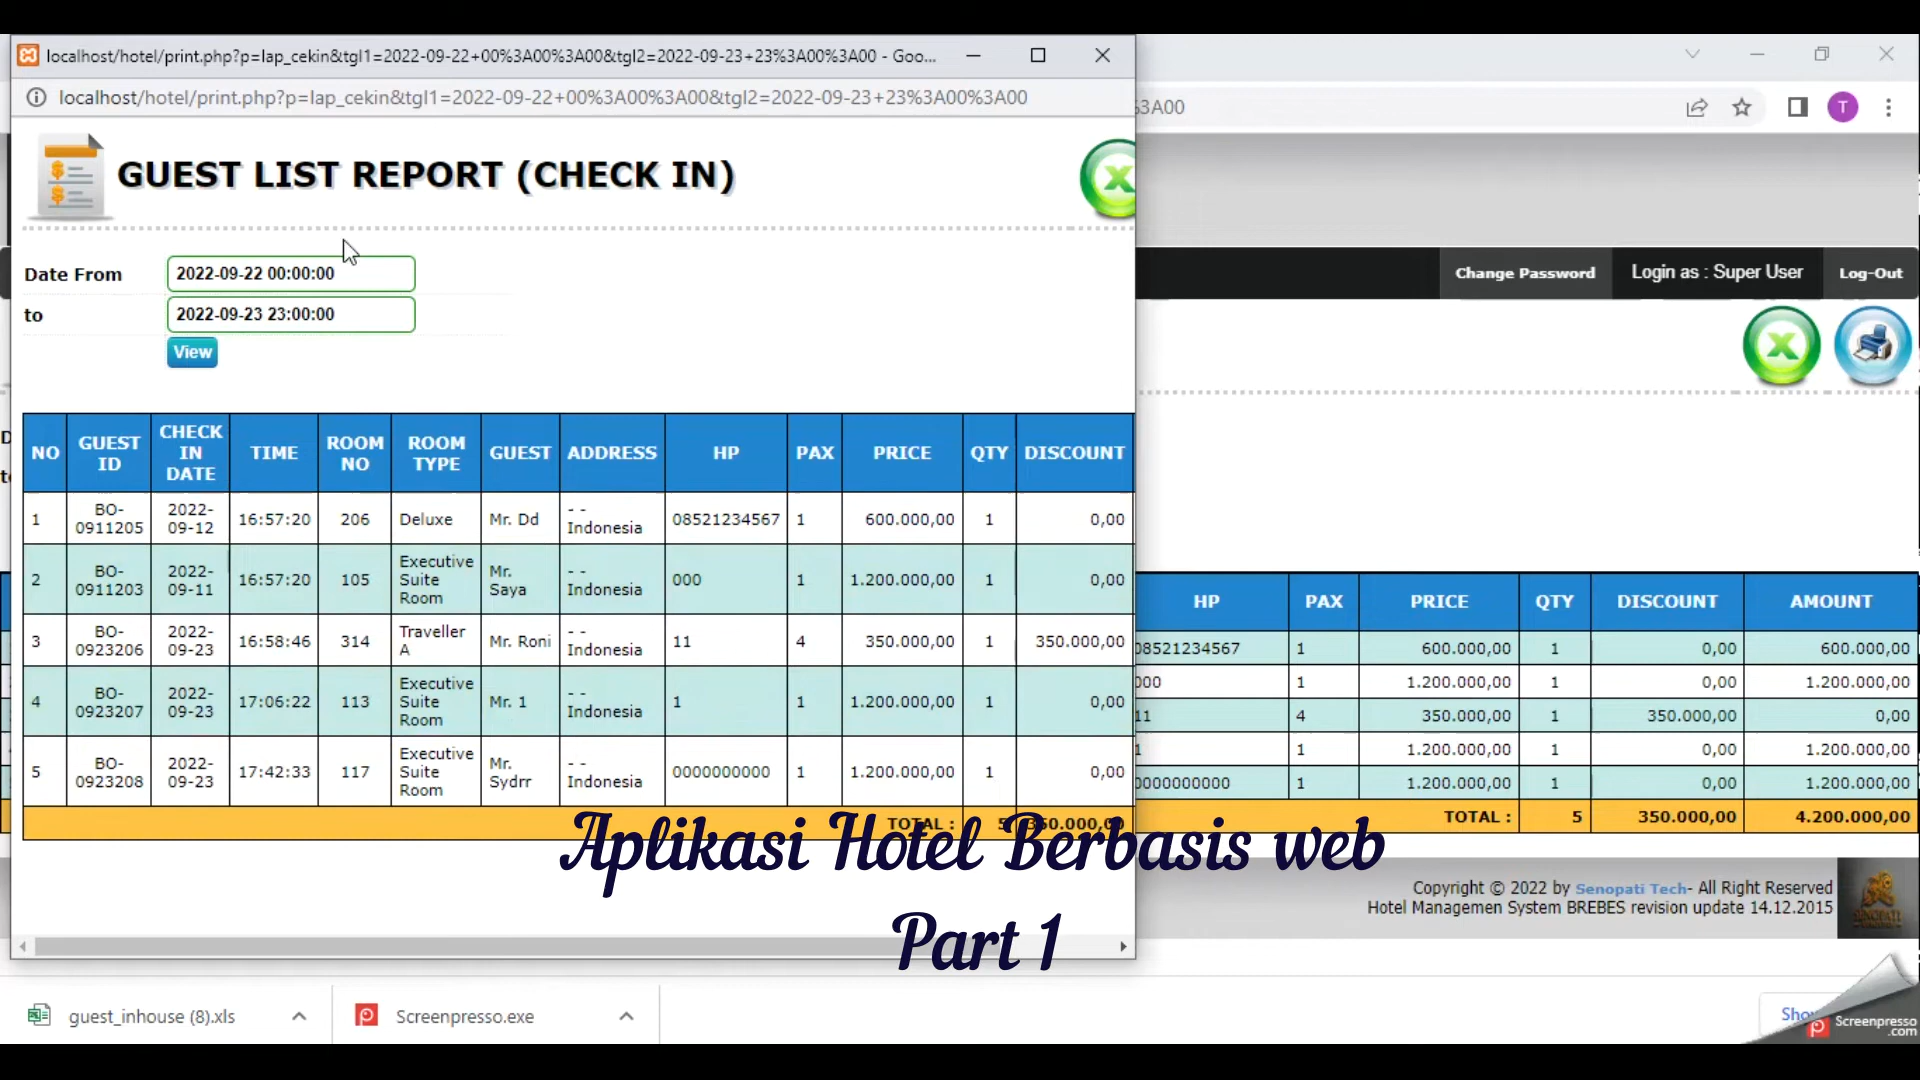 localhost/hotel/print.php?p=lap_cekin&tgl1=2022-09-22+00%3A00%3A00&tgl2=2022-09-23+23%3A00%3A00 - Goo...
localhost/hotel/print.php?p=lap_cekin&tgl1=2022-09-22+00%3A00%3A00&tgl2=2022-09-23+23%3A00%3A00
%3A00
T
GUEST LIST REPORT (CHECK IN)
Date From 2022-09-22 00:00:00
to 2022-09-23 23:00:00
View
Change Password Login as : Super User Log-Out
NO GUEST ID CHECK IN DATE TIME ROOM NO ROOM TYPE GUEST ADDRESS HP PAX PRICE QTY DISCOUNT
1 BO-0911205 2022-09-12 16:57:20 206 Deluxe Mr. Dd - - Indonesia 08521234567 1 600.000,00 1 0,00
2 BO-0911203 2022-09-11 16:57:20 105 Executive Suite Room Mr. Saya - - Indonesia 000 1 1.200.000,00 1 0,00
3 BO-0923206 2022-09-23 16:58:46 314 Traveller A Mr. Roni - - Indonesia 11 4 350.000,00 1 350.000,00
4 BO-0923207 2022-09-23 17:06:22 113 Executive Suite Room Mr. 1 - - Indonesia 1 1 1.200.000,00 1 0,00
5 BO-0923208 2022-09-23 17:42:33 117 Executive Suite Room Mr. Sydrr - - Indonesia 0000000000 1 1.200.000,00 1 0,00
TOTAL : 5 350.000,00
HP PAX PRICE QTY DISCOUNT AMOUNT
08521234567 1 600.000,00 1 0,00 600.000,00
000 1 1.200.000,00 1 0,00 1.200.000,00
11 4 350.000,00 1 350.000,00 0,00
1 1 1.200.000,00 1 0,00 1.200.000,00
0000000000 1 1.200.000,00 1 0,00 1.200.000,00
TOTAL : 5 350.000,00 4.200.000,00
Aplikasi Hotel Berbasis web
Part 1
Copyright © 2022 by Senopati Tech- All Right Reserved
Hotel Managemen System BREBES revision update 14.12.2015
guest_inhouse (8).xls
Screenpresso.exe
Screenpresso
.com